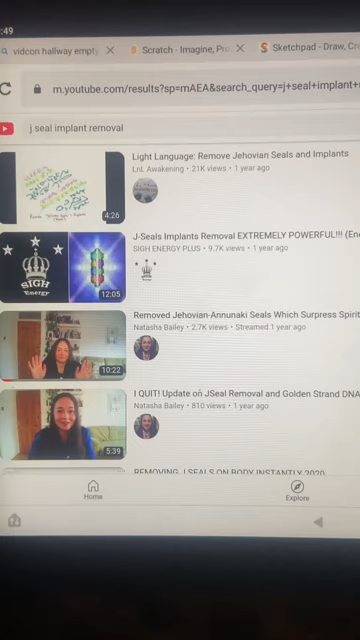 :49
vidcon hallway empty
Scratch - Imagine, Pro
Sketchpad - Draw, Cr
m.youtube.com/results?sp=mAEA&search_query=j+seal+implant+
j seal implant removal
Light Language: Remove Jehovian Seals and Implants
LnL Awakening • 21K views • 1 year ago
4:26
J-Seals Implants Removal EXTREMELY POWERFUL!!! (En
SIGH ENERGY PLUS • 9.7K views • 1 year ago
SIGH
Energy
12:05
Removed Jehovian-Annunaki Seals Which Surpress Spirit
Natasha Bailey • 2.7K views • Streamed 1 year ago
10:22
I QUIT! Update on JSeal Removal and Golden Strand DNA
Natasha Bailey • 810 views • 1 year ago
5:39
REMOVING J SEALS ON BODY INSTANTLY 2020
Home
Explore